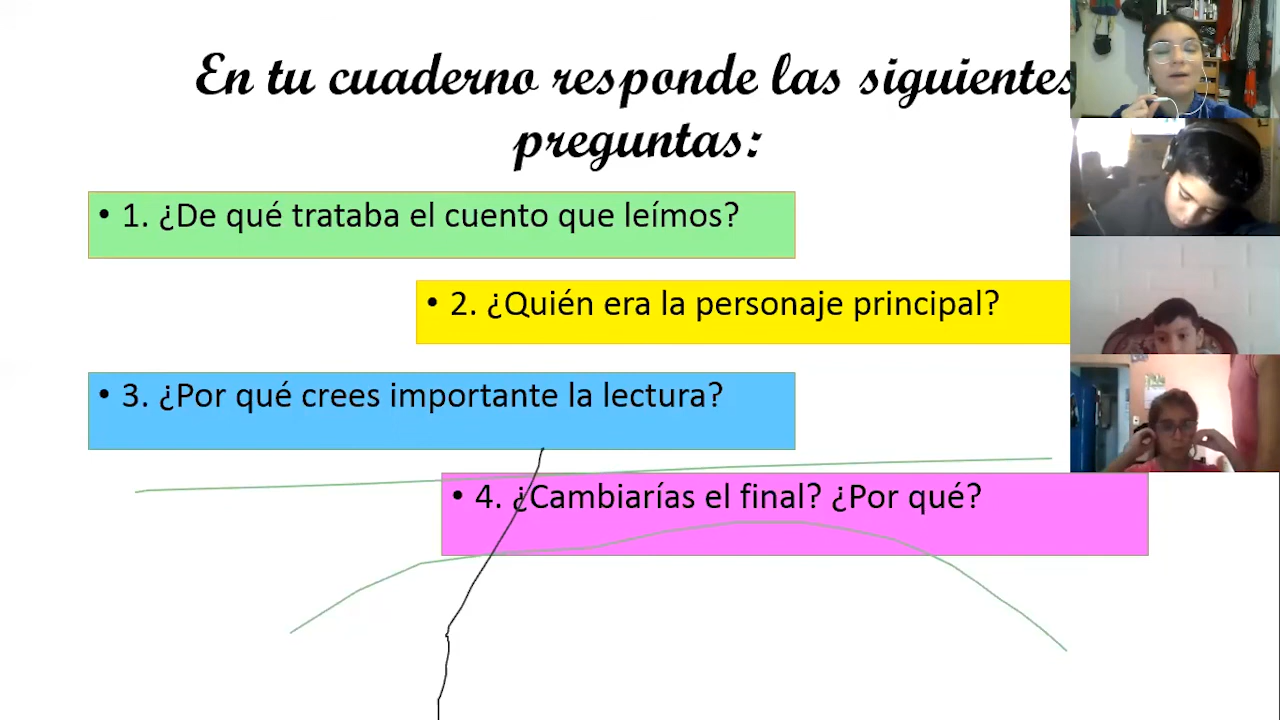 En tu cuaderno responde las siguientes
preguntas:
• 1. ¿De qué trataba el cuento que leímos?
• 2. ¿Quién era la personaje principal?
• 3. ¿Por qué crees importante la lectura?
• 4. ¿Cambiarías el final? ¿Por qué?